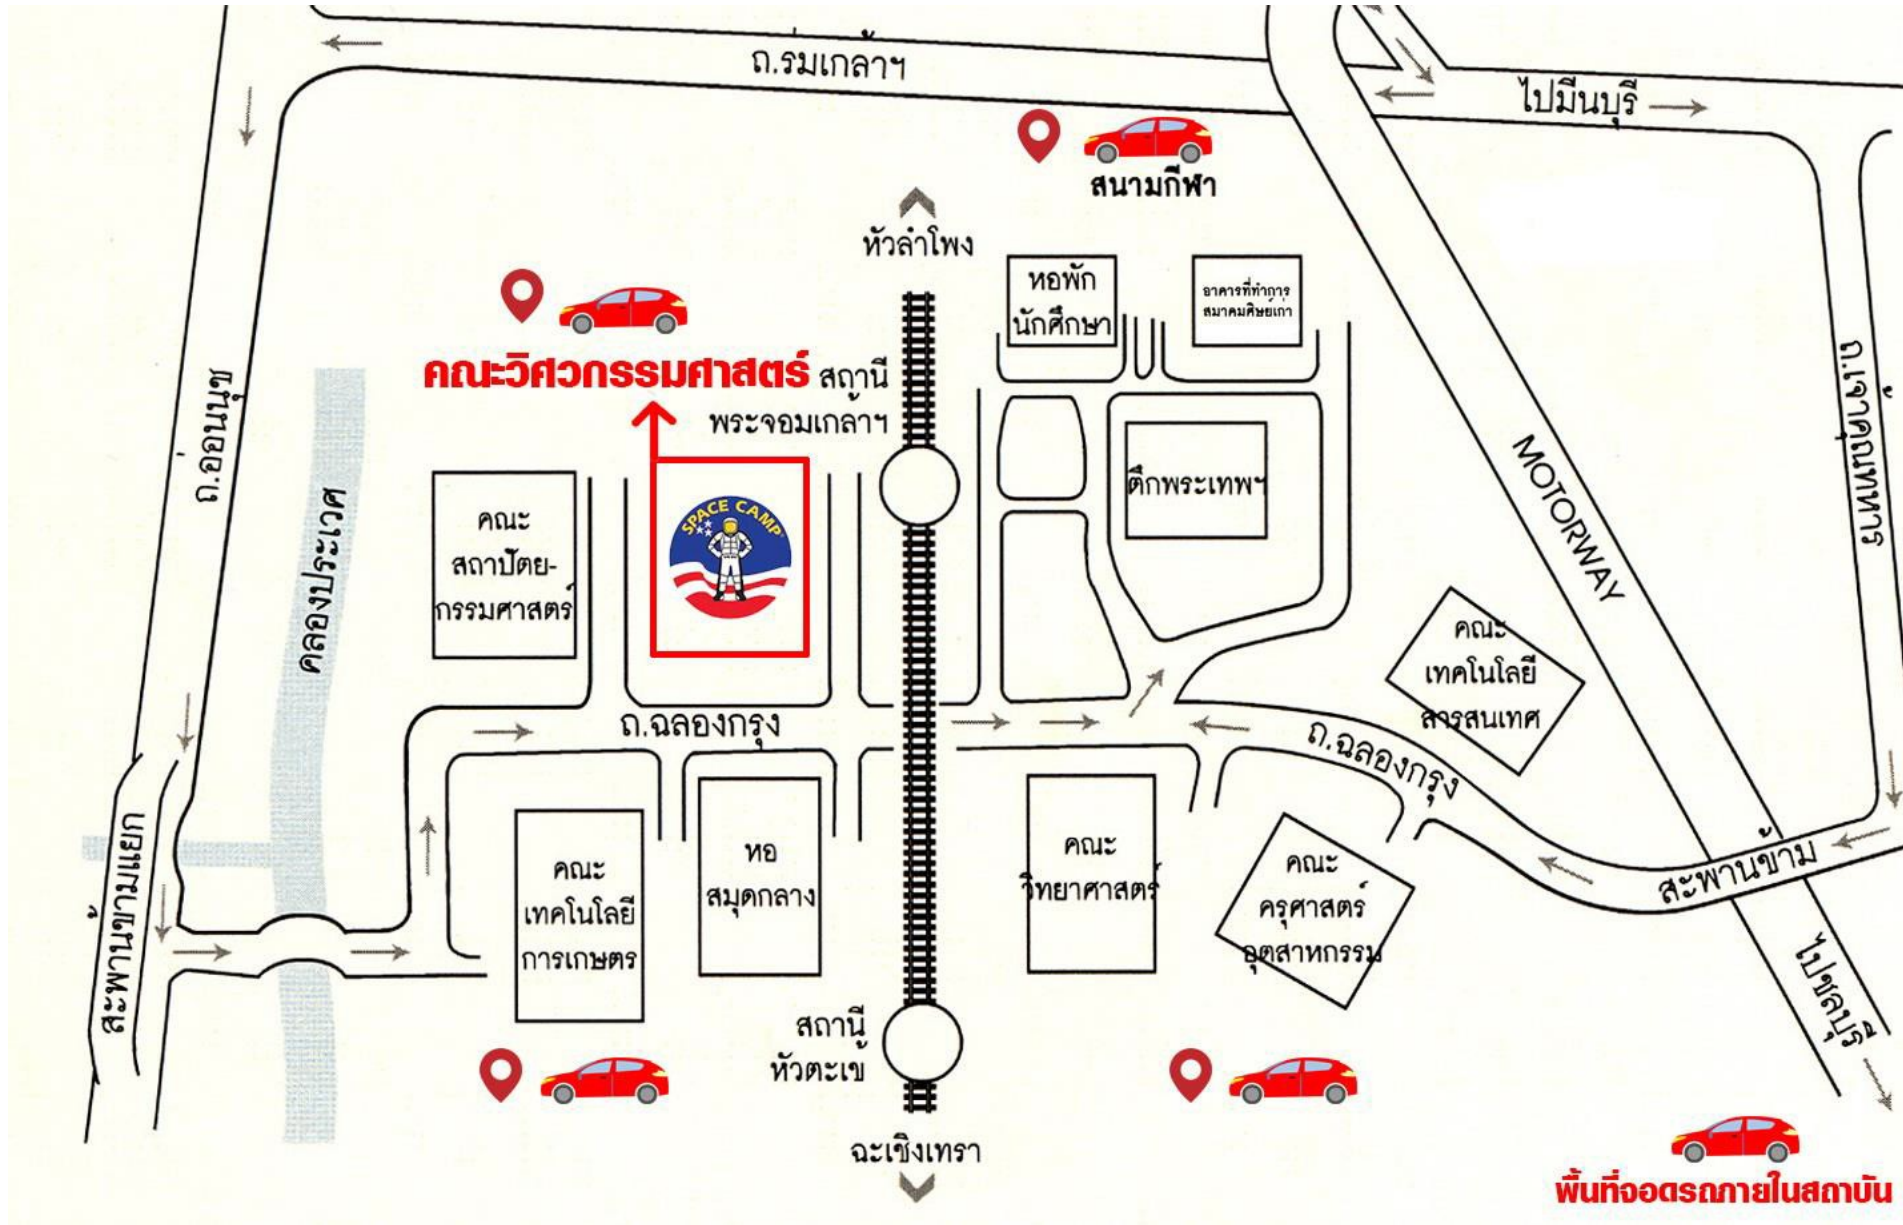 ถ.ร่มเกล้าฯ
ไปมีนบุรี
สนามกีฬา
หัวลำโพง
หอพัก
นักศึกษา
อาคารที่ทำการ
สมาคมศิษย์เก่า
คณะวิศวกรรมศาสตร์
สถานี
พระจอมเกล้าฯ
ถ.อ่อนนุช
คลองประเวศ
คณะ
สถาปัตย-
กรรมศาสตร์
SPACE CAMP
ตึกพระเทพฯ
MOTORWAY
ถ.เจ้าคุณทหาร
คณะ
เทคโนโลยี
สารสนเทศ
ถ.ฉลองกรุง
ถ.ฉลองกรุง
สะพานข้ามแยก
คณะ
เทคโนโลยี
การเกษตร
หอ
สมุดกลาง
คณะ
วิทยาศาสตร์
คณะ
ครุศาสตร์
อุตสาหกรรม
สะพานข้าม
ไปชลบุรี
สถานี
หัวตะเข้
ฉะเชิงเทรา
พื้นที่จอดรถภายในสถาบัน